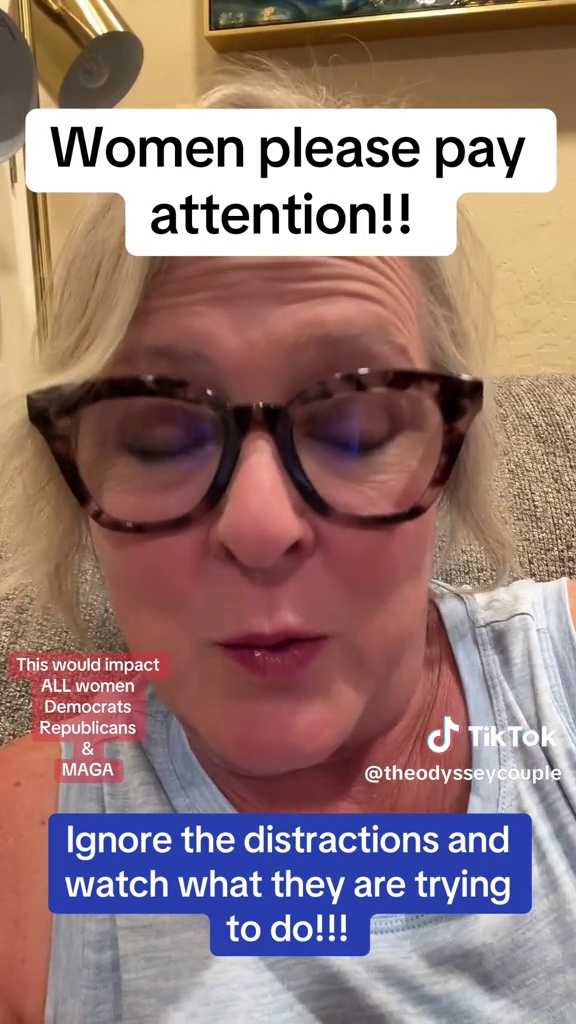 Women please pay
attention!!
This would impact
ALL women
Democrats
Republicans
&
MAGA
TikTok
@theodysseycouple
Ignore the distractions and
watch what they are trying
to do!!!